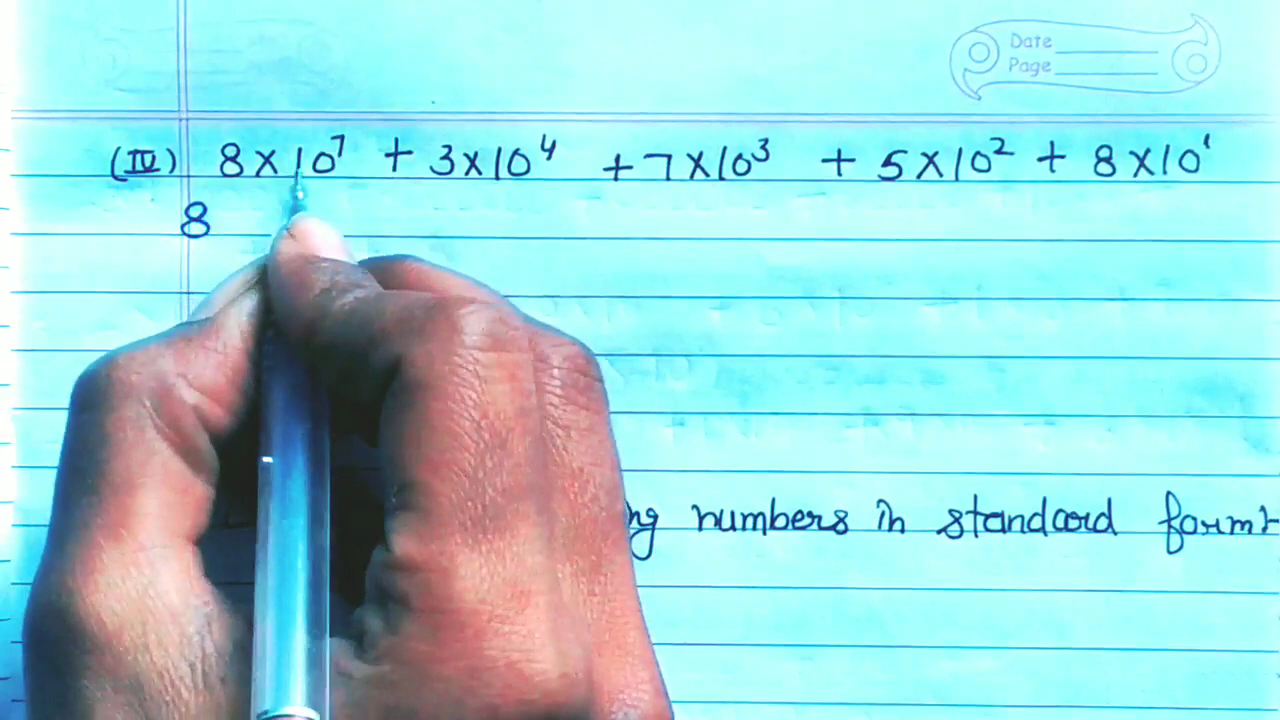 Date
Page
(IV) 8×10⁷ + 3×10⁴ + 7×10³ + 5×10² + 8×10¹
8
numbers in standard form